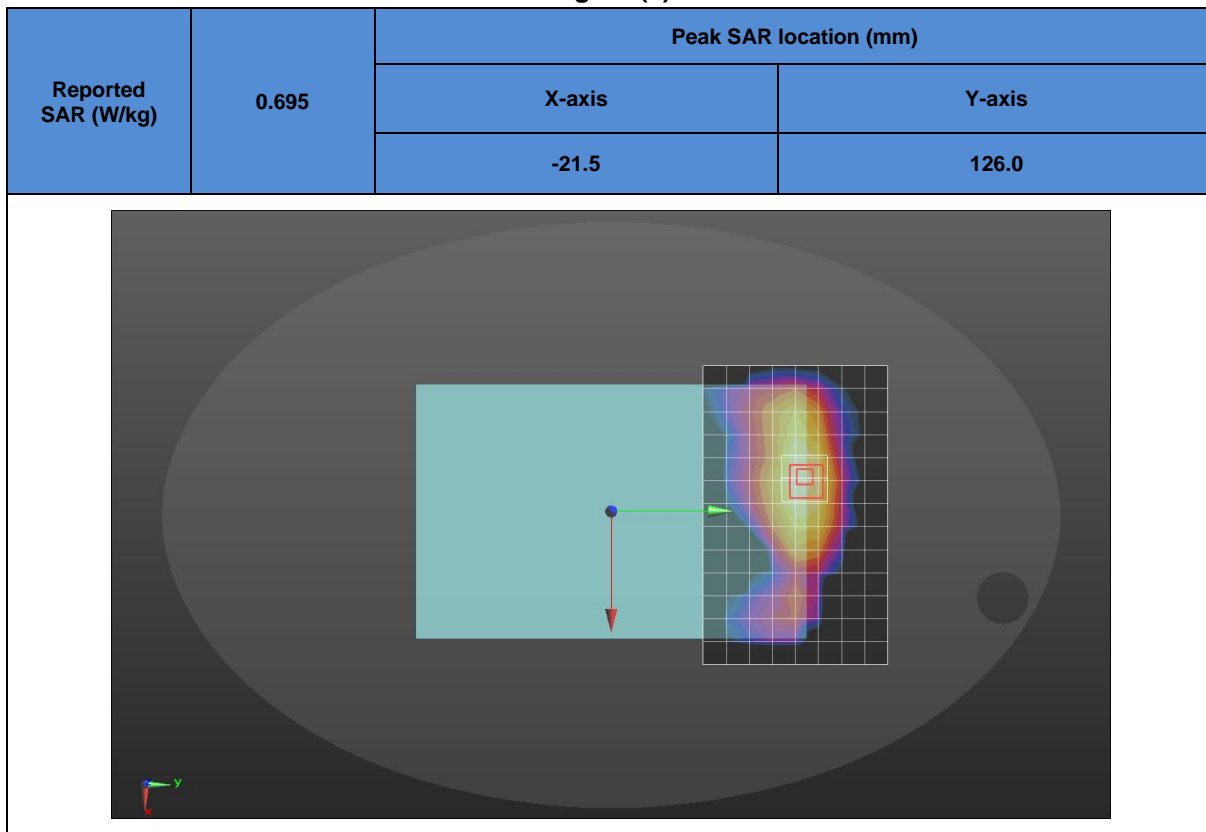 Peak SAR location (mm)
Reported
SAR (W/kg)
0.695
X-axis
Y-axis
-21.5
126.0
y
x